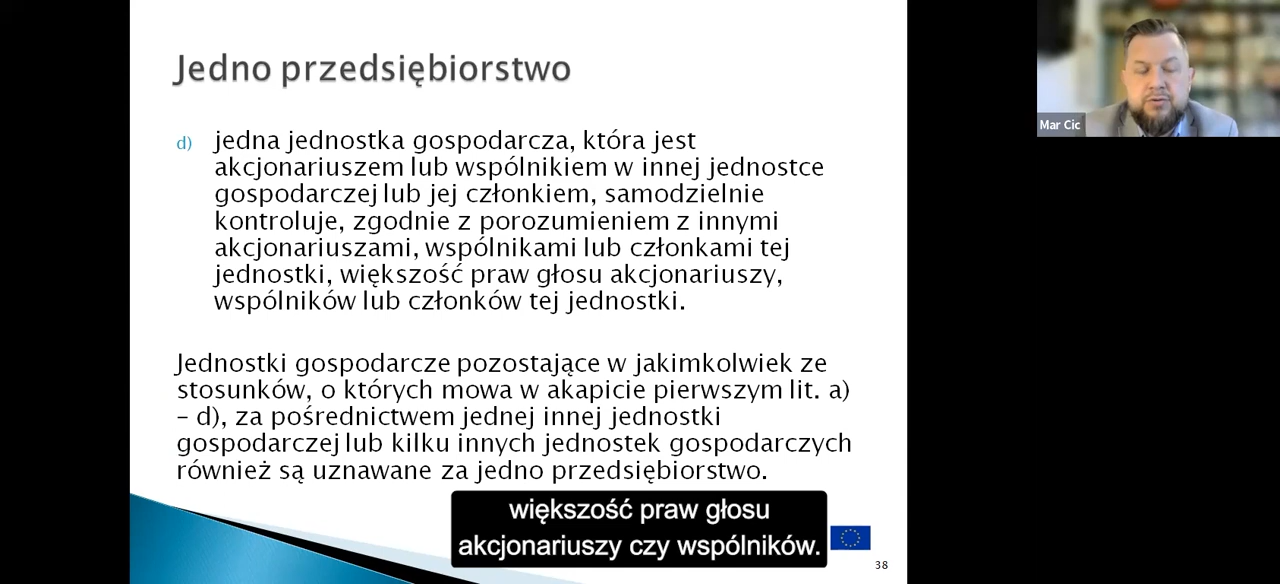 Jedno przedsiębiorstwo
d) jedna jednostka gospodarcza, która jest
akcjonariuszem lub wspólnikiem w innej jednostce
gospodarczej lub jej członkiem, samodzielnie
kontroluje, zgodnie z porozumieniem z innymi
akcjonariuszami, wspólnikami lub członkami tej
jednostki, większość praw głosu akcjonariuszy,
wspólników lub członków tej jednostki.
Jednostki gospodarcze pozostające w jakimkolwiek ze
stosunków, o których mowa w akapicie pierwszym lit. a)
– d), za pośrednictwem jednej innej jednostki
gospodarczej lub kilku innych jednostek gospodarczych
również są uznawane za jedno przedsiębiorstwo.
większość praw głosu
akcjonariuszy czy wspólników.
38
Mar Cic